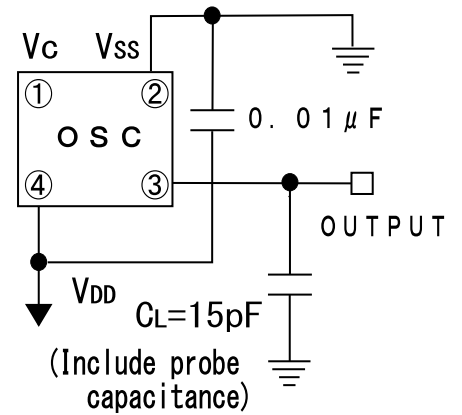 Vc Vss
① ②
OSC
0.01μF
④ ③
OUTPUT
VDD
CL=15pF
(Include probe
capacitance)